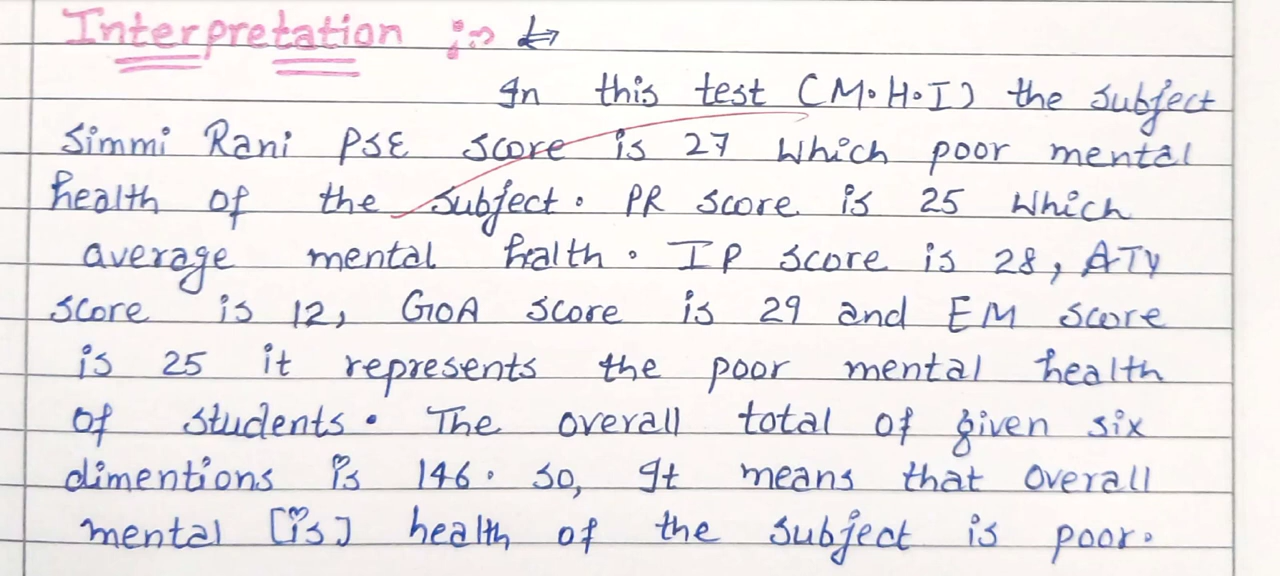 Interpretation :-
In this test (M.H.I) the subject
Simmi Rani PSE score is 27 which poor mental
health of the subject. PR score is 25 which
average mental health. IP score is 28, ATY
score is 12, GOA score is 29 and EM score
is 25 it represents the poor mental health
of students. The overall total of given six
dimentions is 146. so, It means that overall
mental [is] health of the subject is poor.